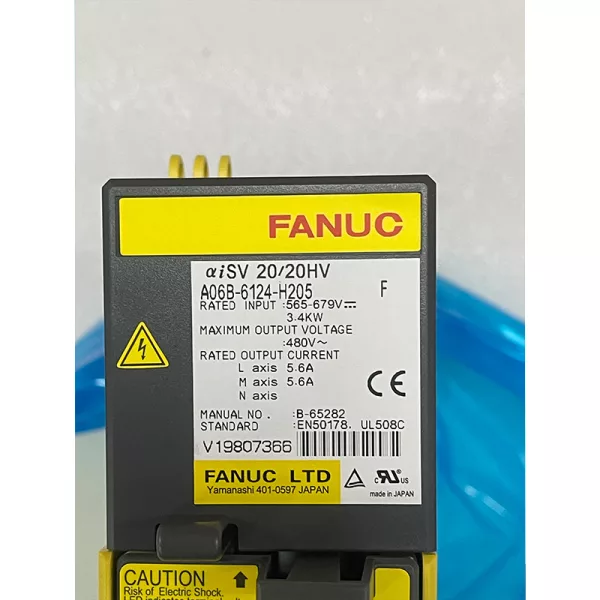 FANUC
αiSV 20/20HV
A06B-6124-H205 F
RATED INPUT :565-679V⎓
3.4KW
MAXIMUM OUTPUT VOLTAGE
:480V～
RATED OUTPUT CURRENT
L axis 5.6A
M axis 5.6A
N axis
CE
MANUAL NO. :B-65282
STANDARD :EN50178, UL508C
V19807366
FANUC LTD
Yamanashi 401-0597 JAPAN
c RU US
made in JAPAN
CAUTION
Risk of Electric Shock.